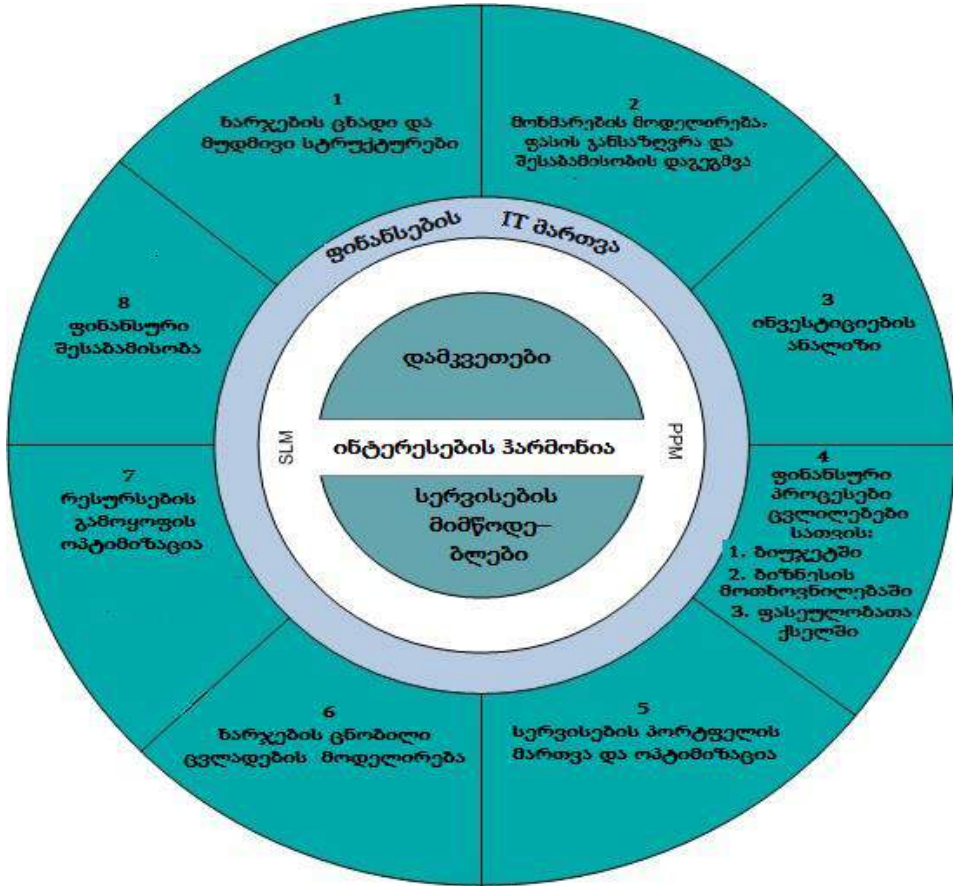 1
ხარჯების ცნადი და
მუდმივი სტრუქტურები
2
მოხმარების მოდელირება,
ფასის განსაზღვრა და
შესაბამისობის დაგეგმვა
ფინანსების IT მართვა
8
ფინანსური
შესაბამისობა
3
ინვესტიციების
ანალიზი
დამკვეთები
SLM
ინტერესების ჰარმონია
PPM
სერვისების
მიმწოდე–
ბლები
7
რესურსების
გამოყოფის
ოპტიმიზაცია
4
ფინანსური
პროცესები
ცვლილებები
სათვის:
1. ბიუჯეტში
2. ბიზნესის
მოთხოვნილებაში
3. ფასეულობათა
ქსელში
6
ხარჯების ცნობილი
ცვლადების მოდელირება
5
სერვისების პორტფელის
მართვა და ოპტიმიზაცია